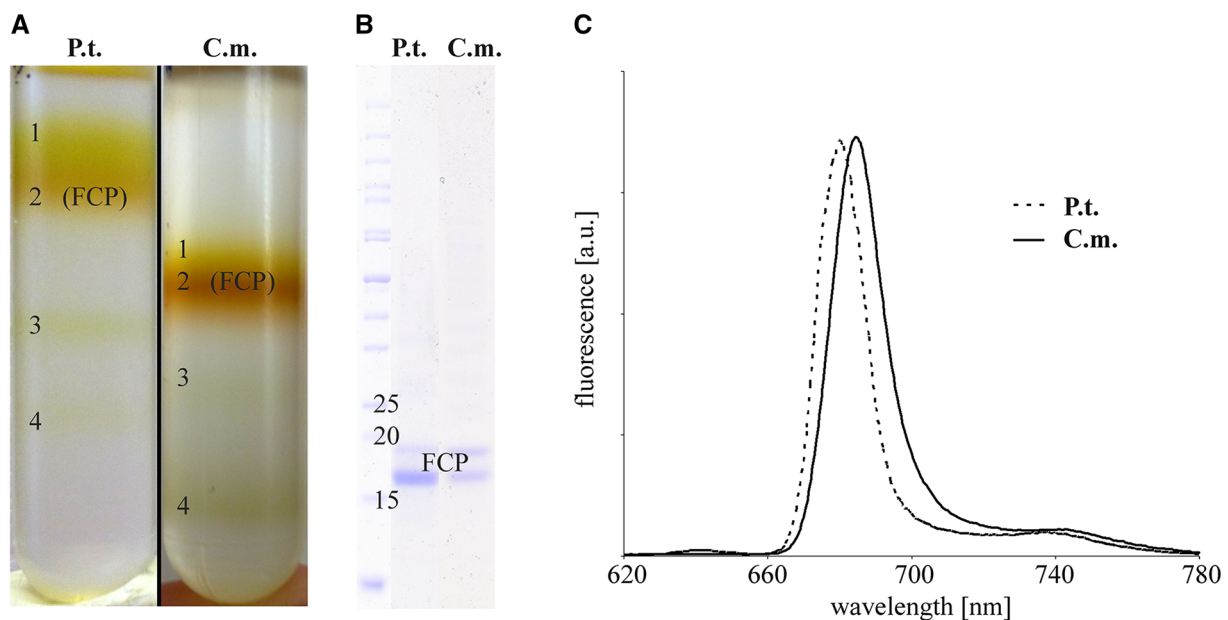 A
P.t.
C.m.
1
2 (FCP)
3
4
1
2 (FCP)
3
4
B
P.t. C.m.
25
20
FCP
15
C
fluorescence [a.u.]
P.t.
C.m.
620 660 700 740 780
wavelength [nm]